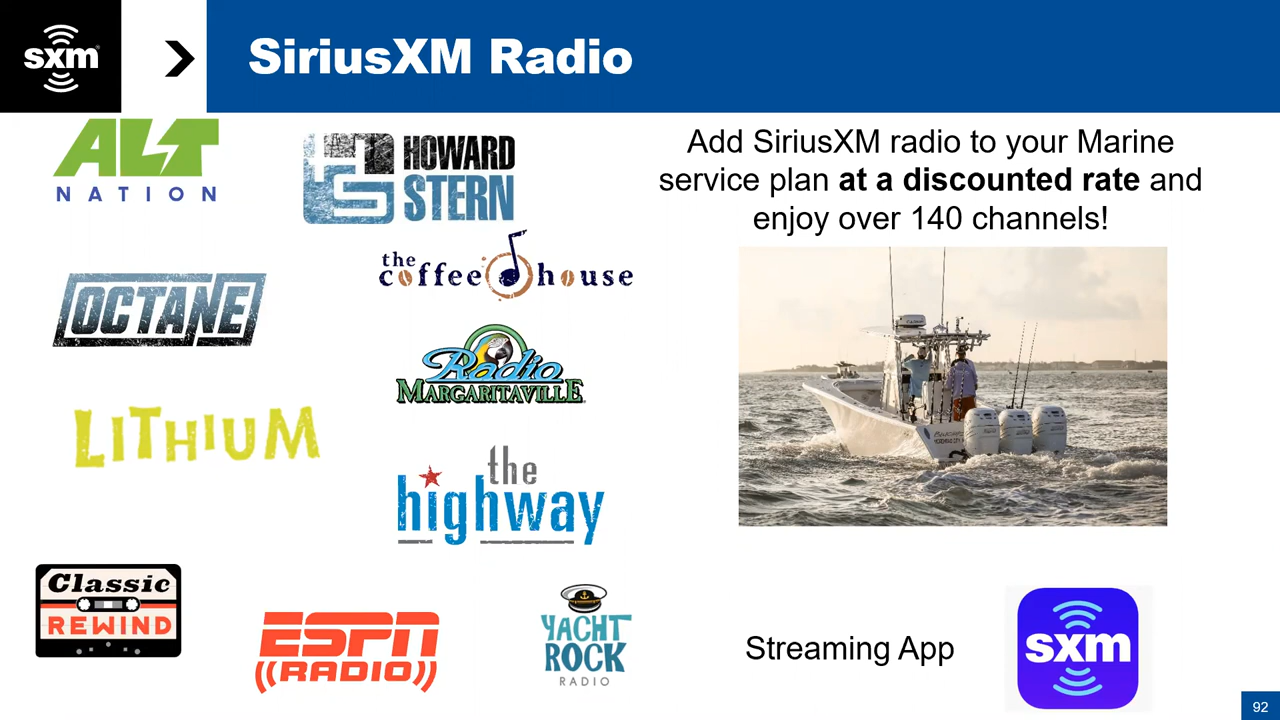 sxm
SiriusXM Radio
ALT
NATION
HOWARD
STERN
the
coffee house
OCTANE
Radio
MARGARITAVILLE
LITHIUM
the
highway
Classic
REWIND
ESPN
RADIO
YACHT
ROCK
RADIO
Add SiriusXM radio to your Marine
service plan at a discounted rate and
enjoy over 140 channels!
Streaming App
sxm
92